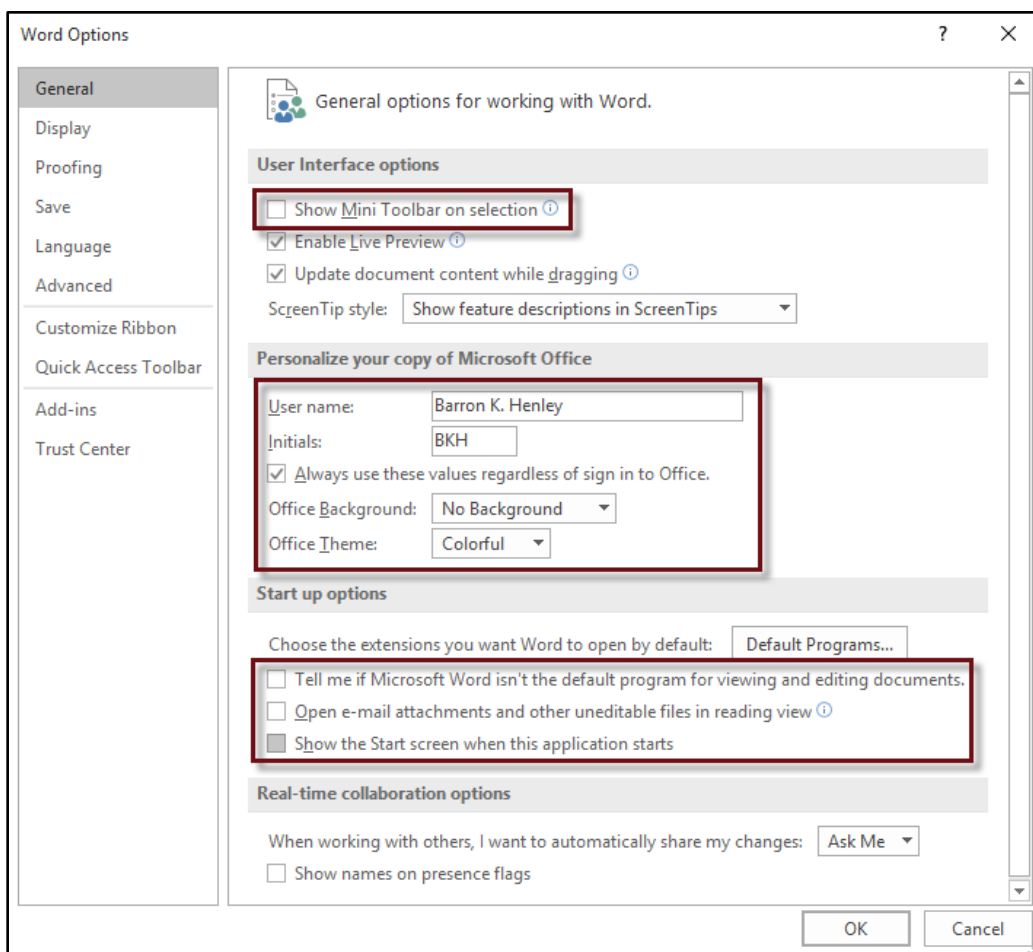 Word Options
?
General
Display
Proofing
Save
Language
Advanced
Customize Ribbon
Quick Access Toolbar
Add-ins
Trust Center
General options for working with Word.
User Interface options
Show Mini Toolbar on selection
Enable Live Preview
Update document content while dragging
ScreenTip style: Show feature descriptions in ScreenTips
Personalize your copy of Microsoft Office
User name: Barron K. Henley
Initials: BKH
Always use these values regardless of sign in to Office.
Office Background: No Background
Office Theme: Colorful
Start up options
Choose the extensions you want Word to open by default: Default Programs...
Tell me if Microsoft Word isn't the default program for viewing and editing documents.
Open e-mail attachments and other uneditable files in reading view
Show the Start screen when this application starts
Real-time collaboration options
When working with others, I want to automatically share my changes: Ask Me
Show names on presence flags
OK Cancel